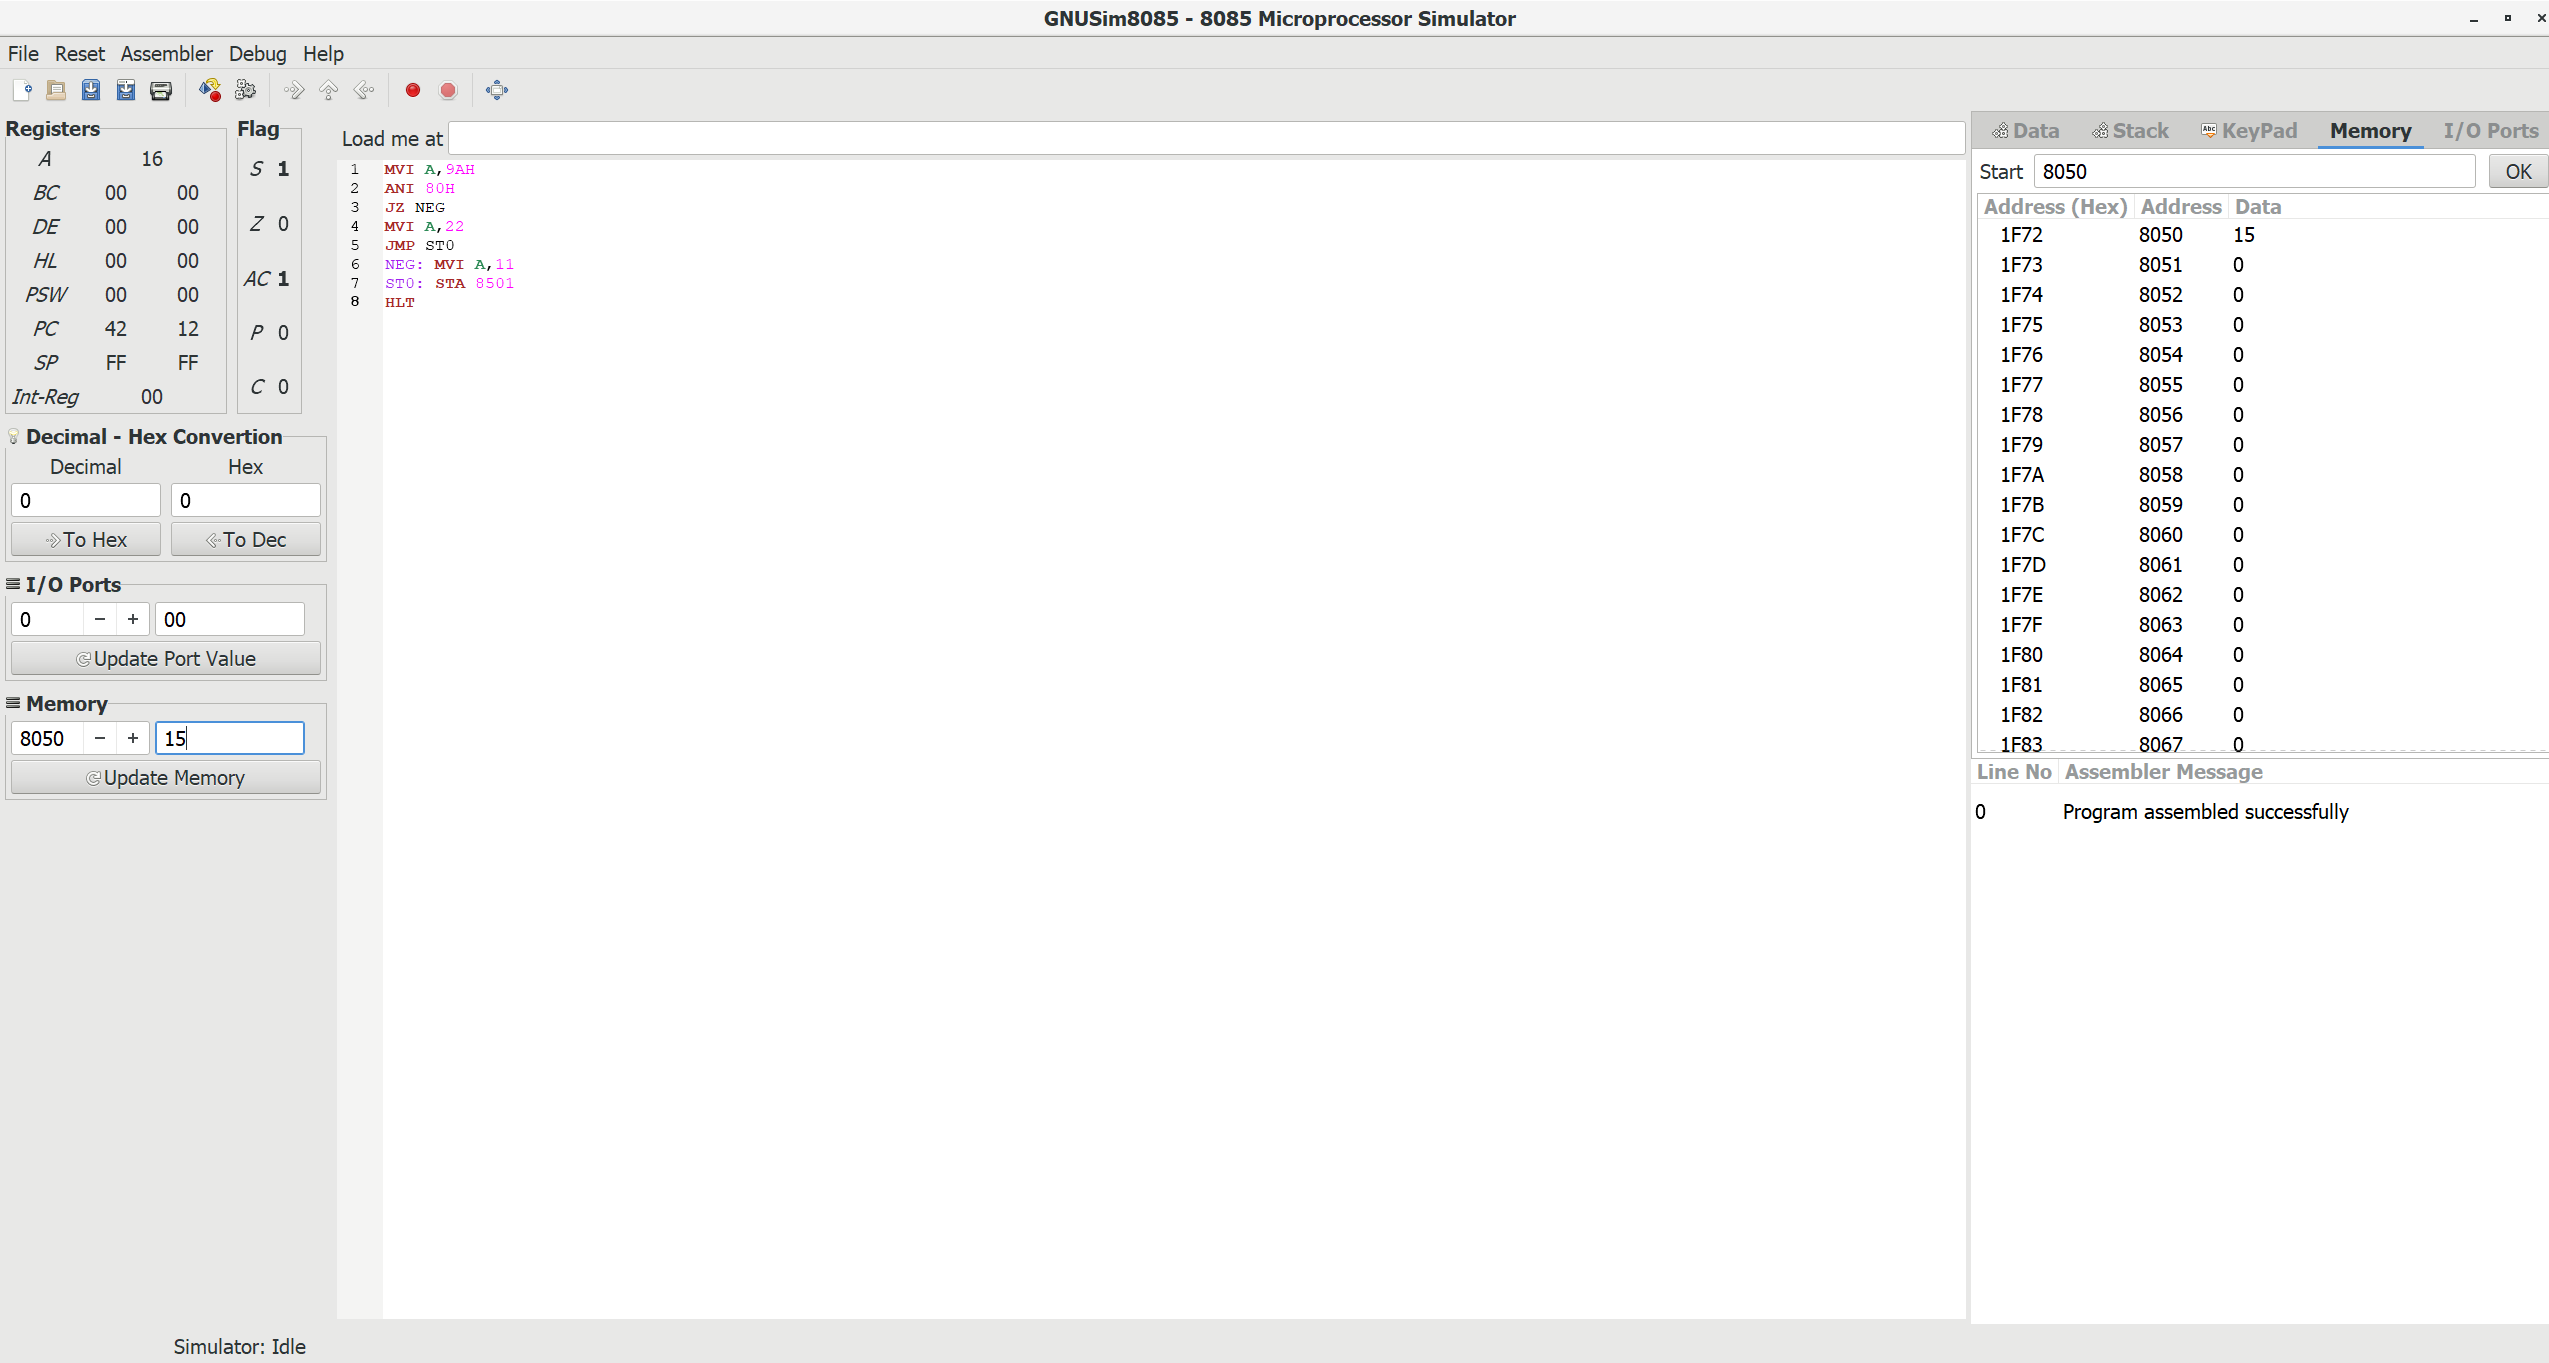 GNUSim8085 - 8085 Microprocessor Simulator
File Reset Assembler Debug Help
Registers
A 16
BC 00 00
DE 00 00
HL 00 00
PSW 00 00
PC 42 12
SP FF FF
Int-Reg 00
Flag
S 1
Z 0
AC 1
P 0
C 0
Decimal - Hex Convertion
Decimal Hex
0 0
To Hex To Dec
I/O Ports
0 − + 00
Update Port Value
Memory
8050 − + 15
Update Memory
Load me at
1 MVI A,9AH
2 ANI 80H
3 JZ NEG
4 MVI A,22
5 JMP ST0
6 NEG: MVI A,11
7 ST0: STA 8501
8 HLT
Data Stack KeyPad Memory I/O Ports
Start 8050 OK
Address (Hex) Address Data
1F72 8050 15
1F73 8051 0
1F74 8052 0
1F75 8053 0
1F76 8054 0
1F77 8055 0
1F78 8056 0
1F79 8057 0
1F7A 8058 0
1F7B 8059 0
1F7C 8060 0
1F7D 8061 0
1F7E 8062 0
1F7F 8063 0
1F80 8064 0
1F81 8065 0
1F82 8066 0
1F83 8067 0
Line No Assembler Message
0 Program assembled successfully
Simulator: Idle